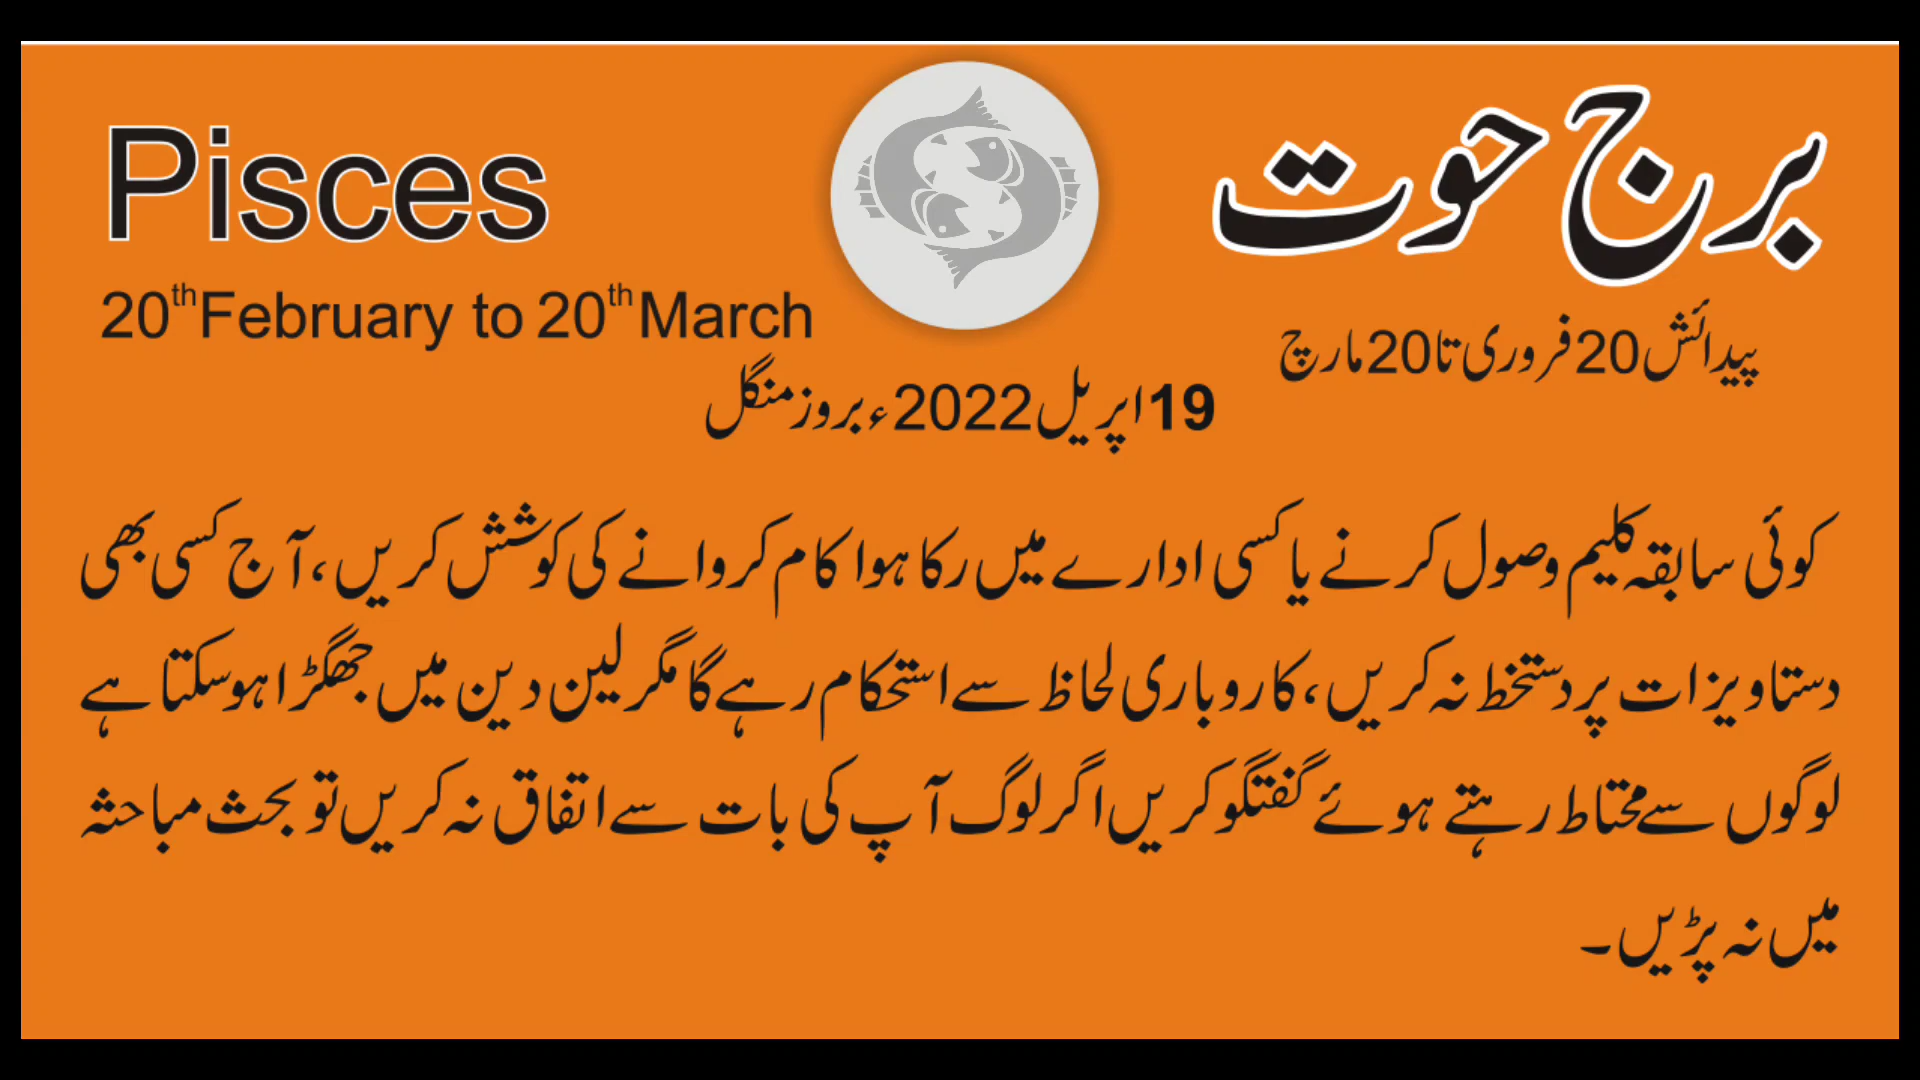 Pisces
برج حوت
20th February to 20th March
پیدائش 20 فروری تا 20 مارچ
19 اپریل 2022ء بروز منگل
کوئی سابقہ کلیم وصول کرنے یا کسی ادارے میں رکا ہوا کام کروانے کی کوشش کریں، آج کسی بھی
دستاویزات پر دستخط نہ کریں، کاروباری لحاظ سے استحکام رہے گا مگر لین دین میں جھگڑا ہوسکتا ہے
لوگوں سے محتاط رہتے ہوئے گفتگو کریں اگر لوگ آپ کی بات سے اتفاق نہ کریں تو بحث مباحثہ
میں نہ پڑیں۔